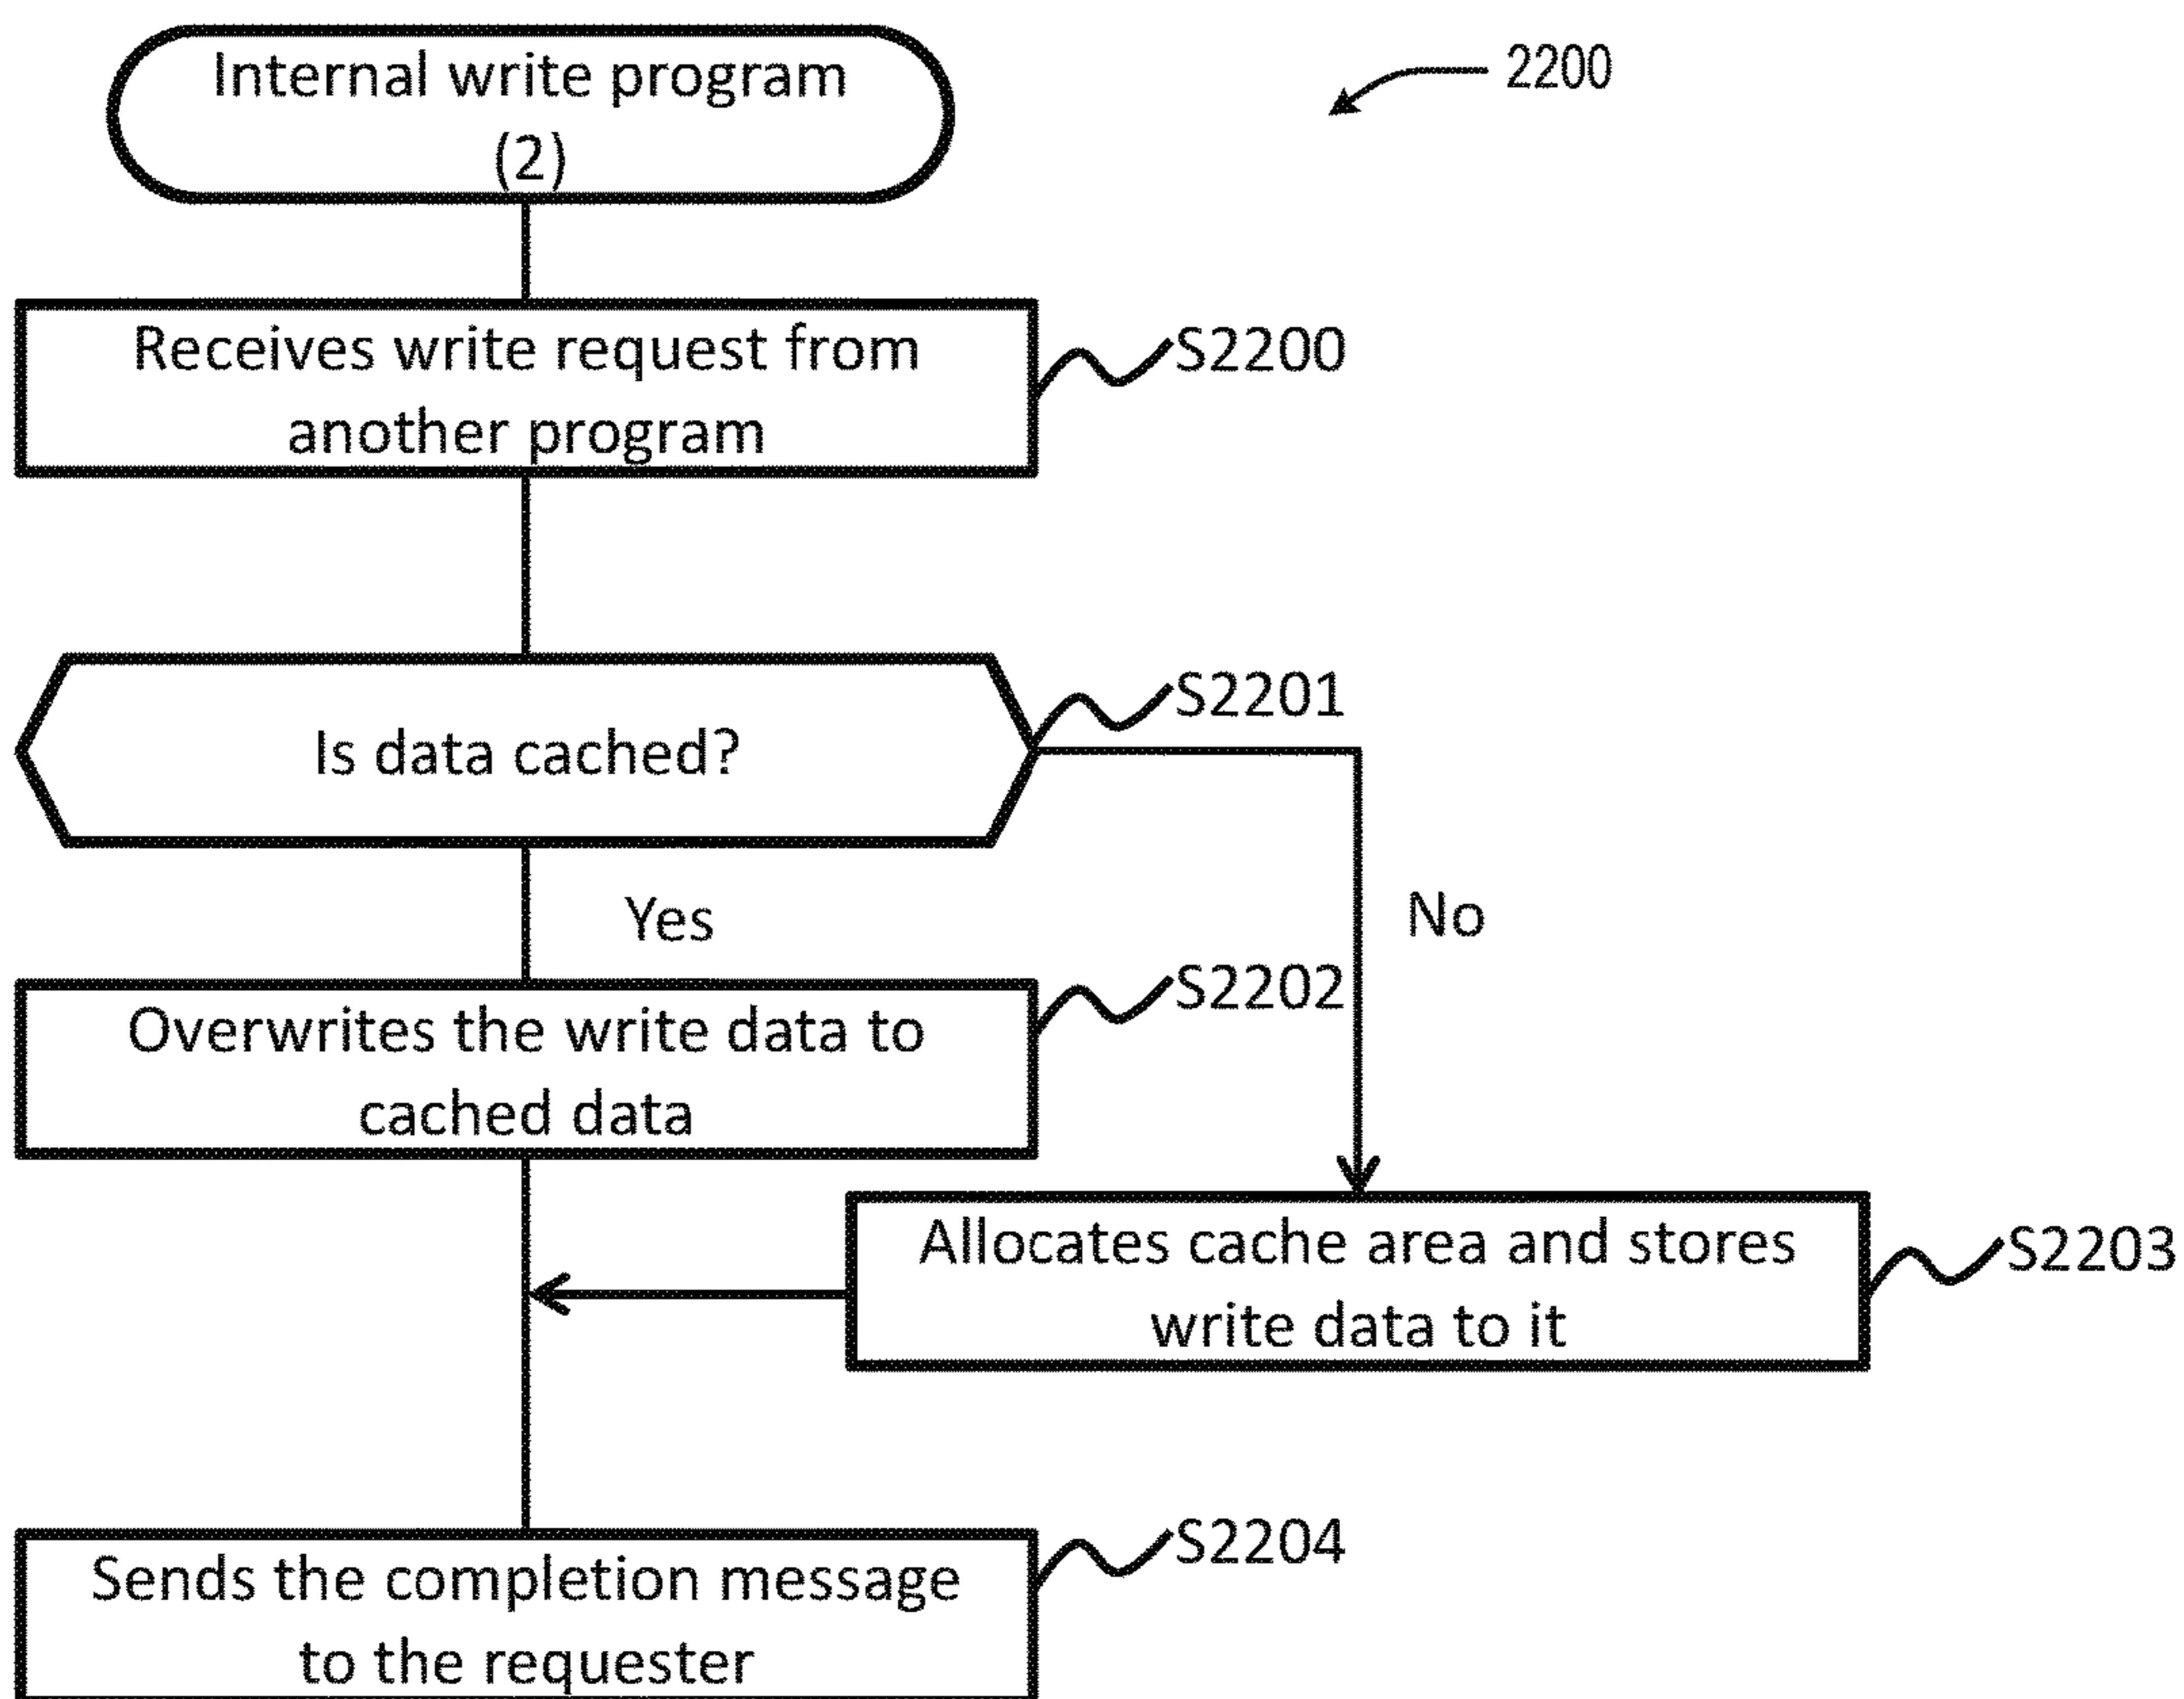 Internal write program
(2)
2200
Receives write request from
another program
S2200
Is data cached?
S2201
Yes
No
Overwrites the write data to
cached data
S2202
Allocates cache area and stores
write data to it
S2203
Sends the completion message
to the requester
S2204